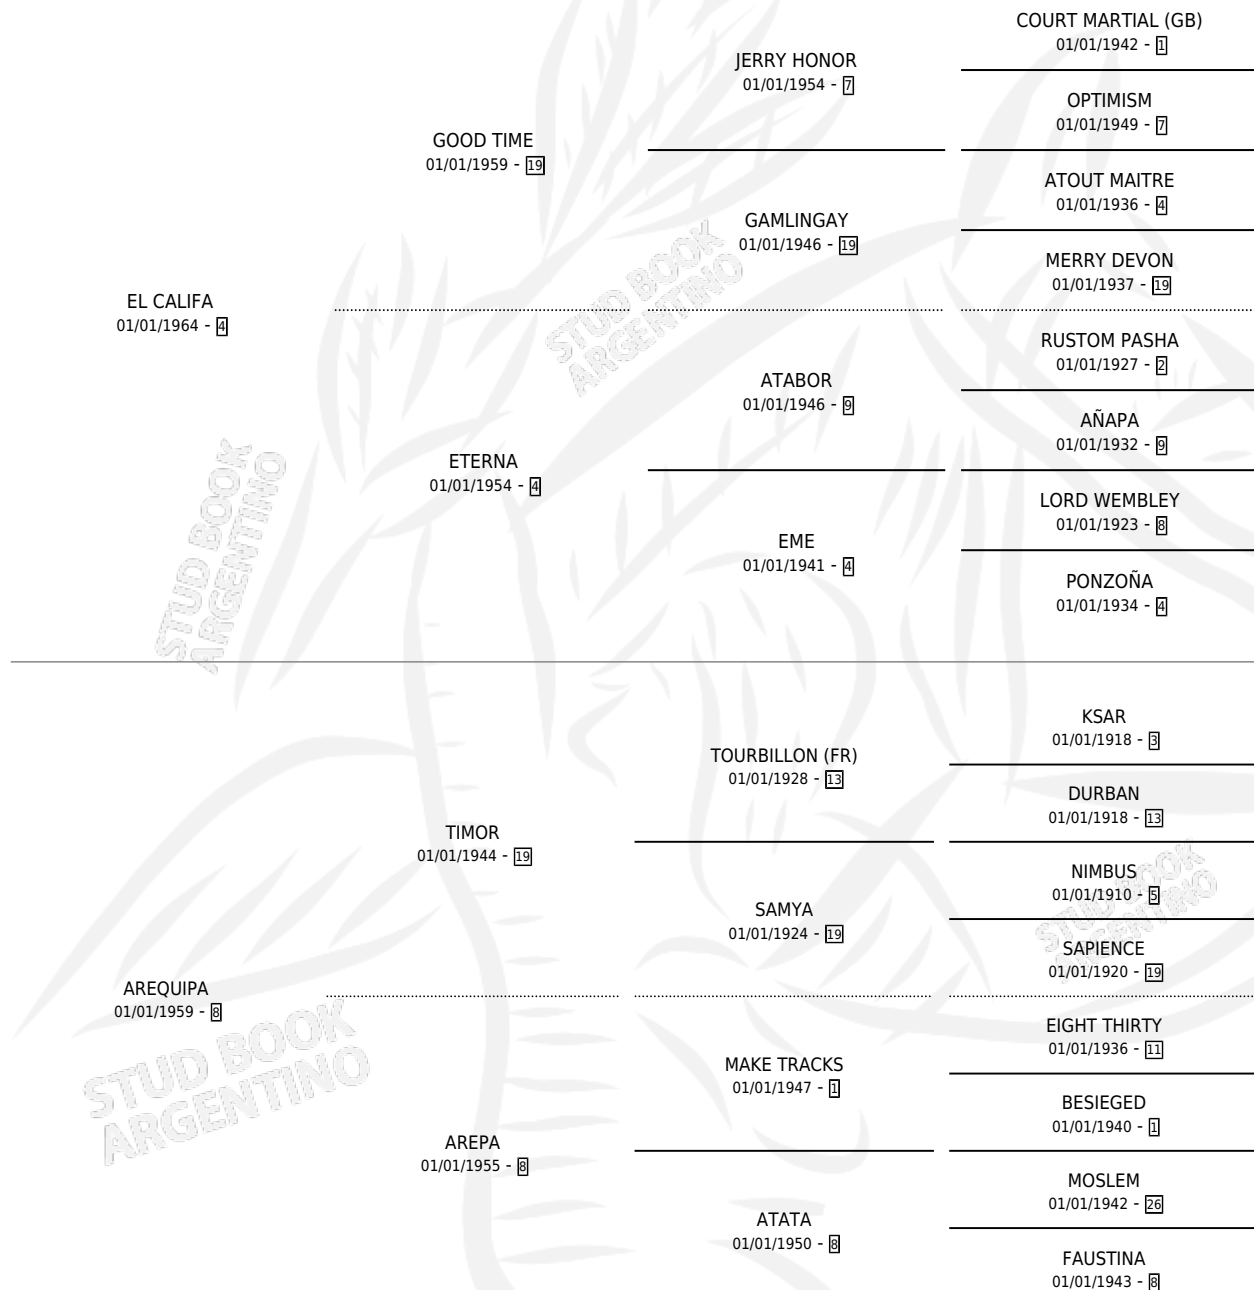 COURT MARTIAL (GB)
01/01/1942 - 1
JERRY HONOR
01/01/1954 - 7
OPTIMISM
01/01/1949 - 7
GOOD TIME
01/01/1959 - 19
ATOUT MAITRE
01/01/1936 - 4
GAMLINGAY
01/01/1946 - 19
MERRY DEVON
01/01/1937 - 19
EL CALIFA
01/01/1964 - 4
STUD BOOK
ARGENTINO
RUSTOM PASHA
01/01/1927 - 2
ATABOR
01/01/1946 - 9
AÑAPA
01/01/1932 - 9
ETERNA
01/01/1954 - 4
LORD WEMBLEY
01/01/1923 - 8
EME
01/01/1941 - 4
PONZOÑA
01/01/1934 - 4
STUD BOOK
ARGENTINO
KSAR
01/01/1918 - 3
TOURBILLON (FR)
01/01/1928 - 13
DURBAN
01/01/1918 - 13
TIMOR
01/01/1944 - 19
NIMBUS
01/01/1910 - 5
SAMYA
01/01/1924 - 19
STUD BOOK
ARGENTINO
SAPIENCE
01/01/1920 - 19
AREQUIPA
01/01/1959 - 8
EIGHT THIRTY
01/01/1936 - 11
MAKE TRACKS
01/01/1947 - 1
STUD BOOK
ARGENTINO
BESIEGED
01/01/1940 - 1
AREPA
01/01/1955 - 8
MOSLEM
01/01/1942 - 26
ATATA
01/01/1950 - 8
FAUSTINA
01/01/1943 - 8